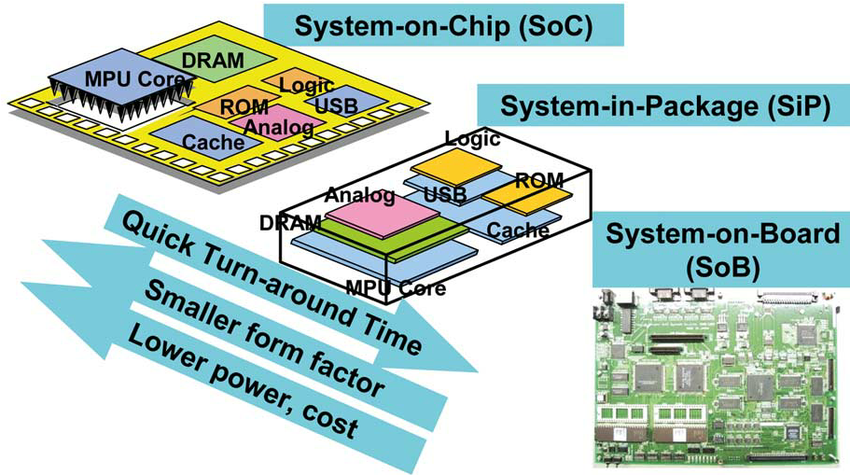 System-on-Chip (SoC)
DRAM
MPU Core
Logic
ROM
USB
Analog
Cache
System-in-Package (SiP)
Logic
Analog
USB
ROM
DRAM
Cache
MPU Core
System-on-Board
(SoB)
Quick Turn-around Time
Smaller form factor
Lower power, cost